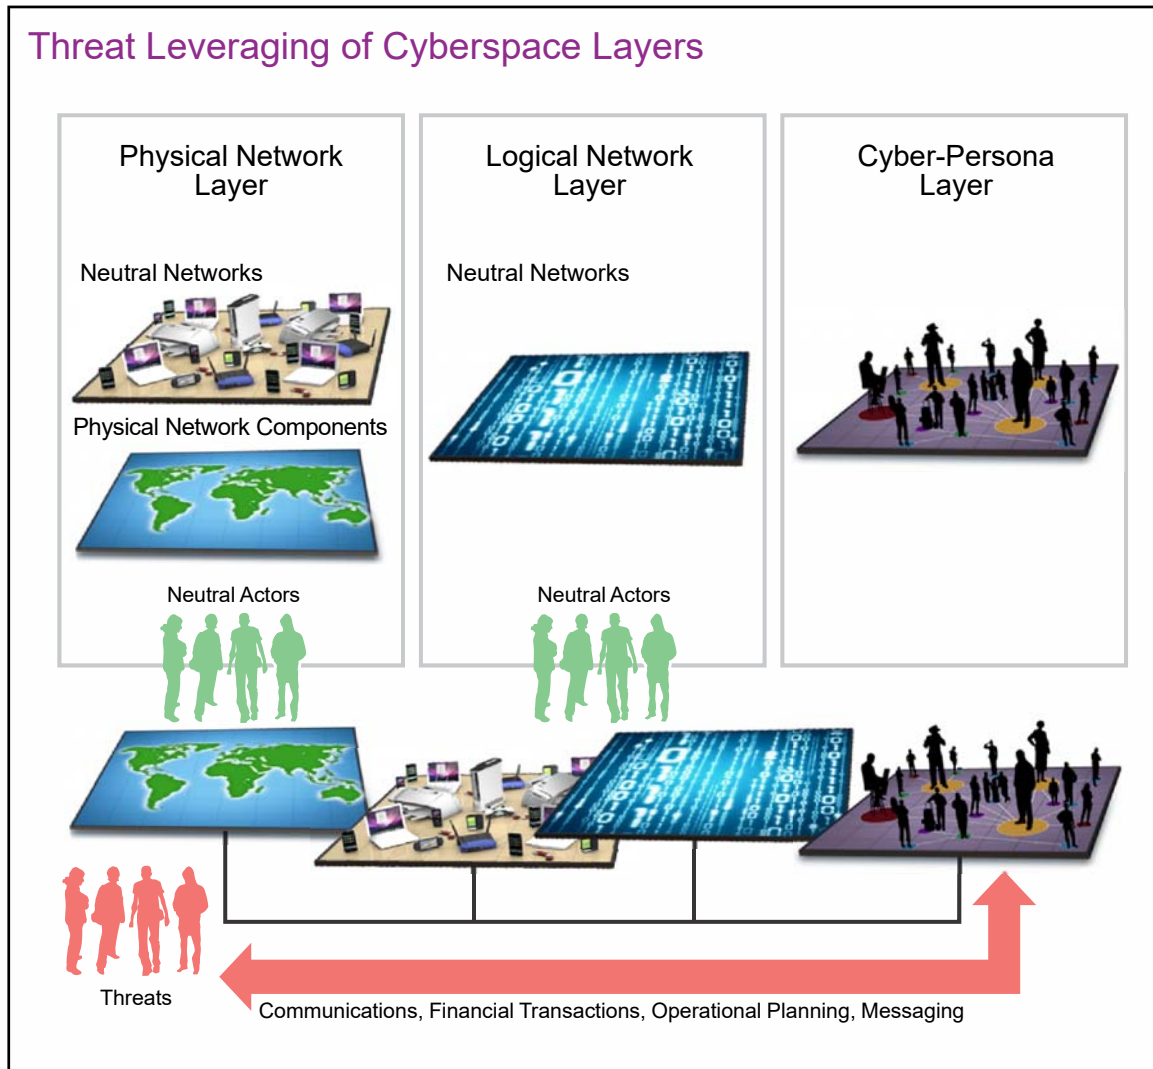 Threat Leveraging of Cyberspace Layers
Physical Network
Layer
Neutral Networks
Physical Network Components
Neutral Actors
Logical Network
Layer
Neutral Networks
Neutral Actors
Cyber-Persona
Layer
Threats
Communications, Financial Transactions, Operational Planning, Messaging